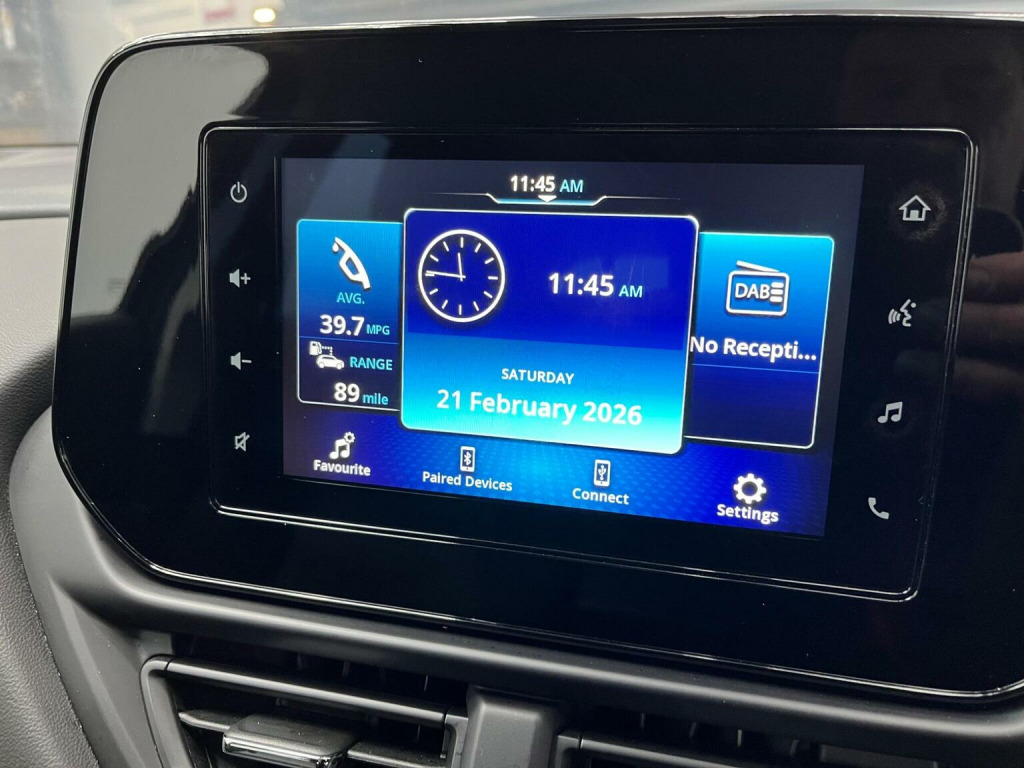 11:45 AM
AVG.
39.7 MPG
RANGE
89 mile
11:45 AM
SATURDAY
21 February 2026
DAB
No Recepti...
Favourite
Paired Devices
Connect
Settings